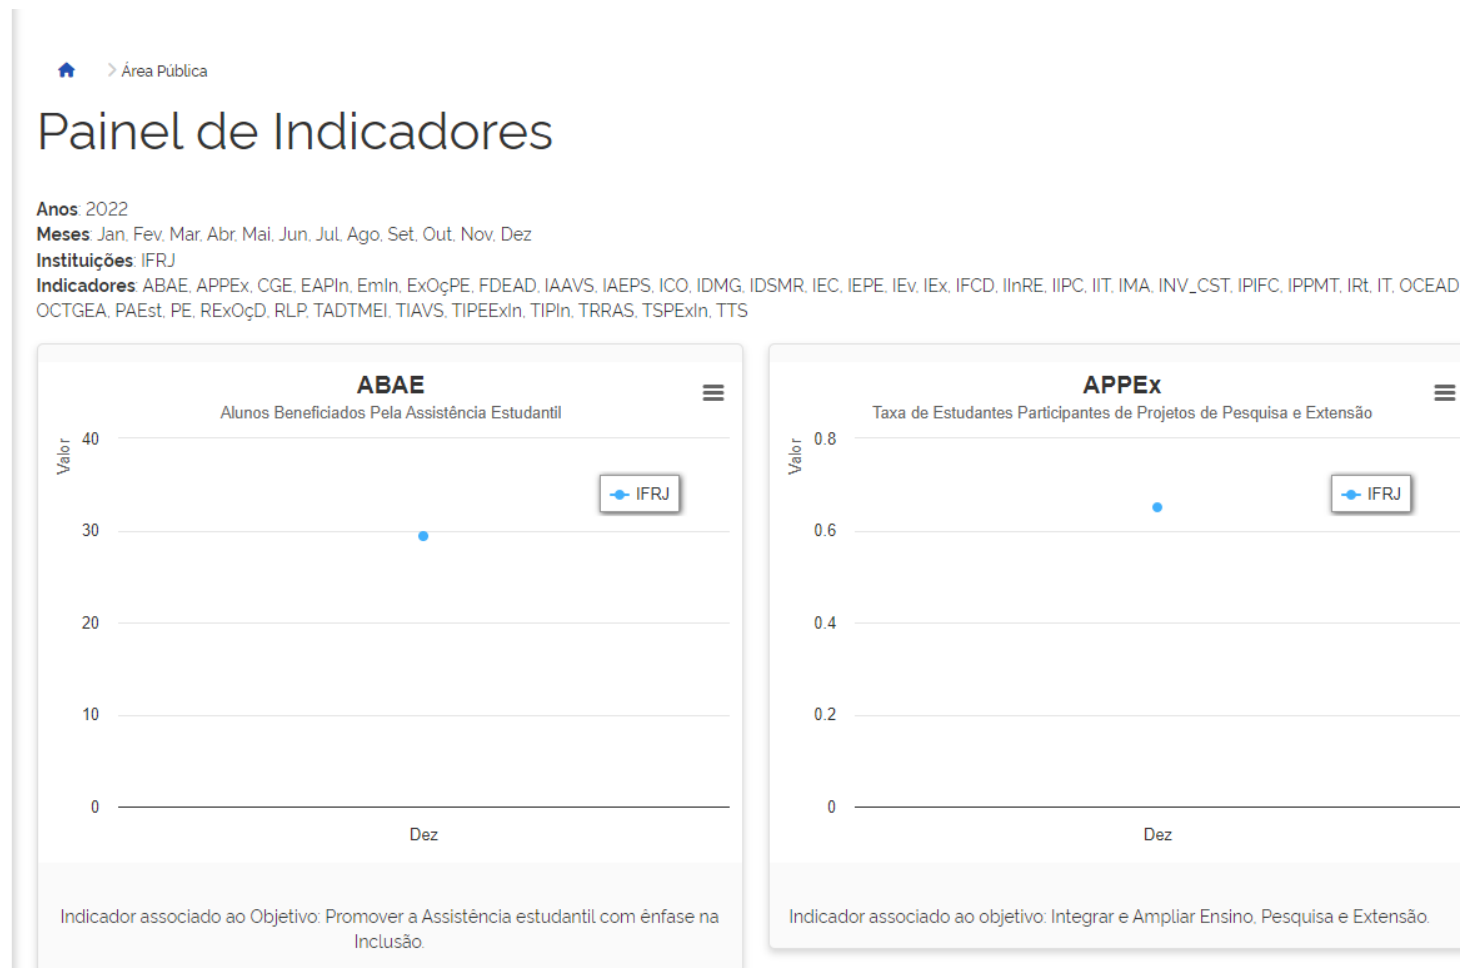 Área Pública
Painel de Indicadores
Anos: 2022
Meses: Jan, Fev, Mar, Abr, Mai, Jun, Jul, Ago, Set, Out, Nov, Dez
Instituições: IFRJ
Indicadores: ABAE, APPEx, CGE, EAPIn, EmIn, ExOçPE, FDEAD, IAAVS, IAEPS, ICO, IDMG, IDSMR, IEC, IEPE, IEv, IEx, IFCD, IInRE, IIPC, IIT, IMA, INV_CST, IPIFC, IPPMT, IRt, IT, OCEAD
OCTGEA, PAEst, PE, RExOçD, RLP, TADTMEI, TIAVS, TIPEExIn, TIPIn, TRRAS, TSPExIn, TTS
ABAE
Alunos Beneficiados Pela Assistência Estudantil
Valor
40
IFRJ
30
20
10
0
Dez
Indicador associado ao Objetivo: Promover a Assistência estudantil com ênfase na
Inclusão.
APPEx
Taxa de Estudantes Participantes de Projetos de Pesquisa e Extensão
Valor
0.8
IFRJ
0.6
0.4
0.2
0
Dez
Indicador associado ao objetivo: Integrar e Ampliar Ensino, Pesquisa e Extensão.